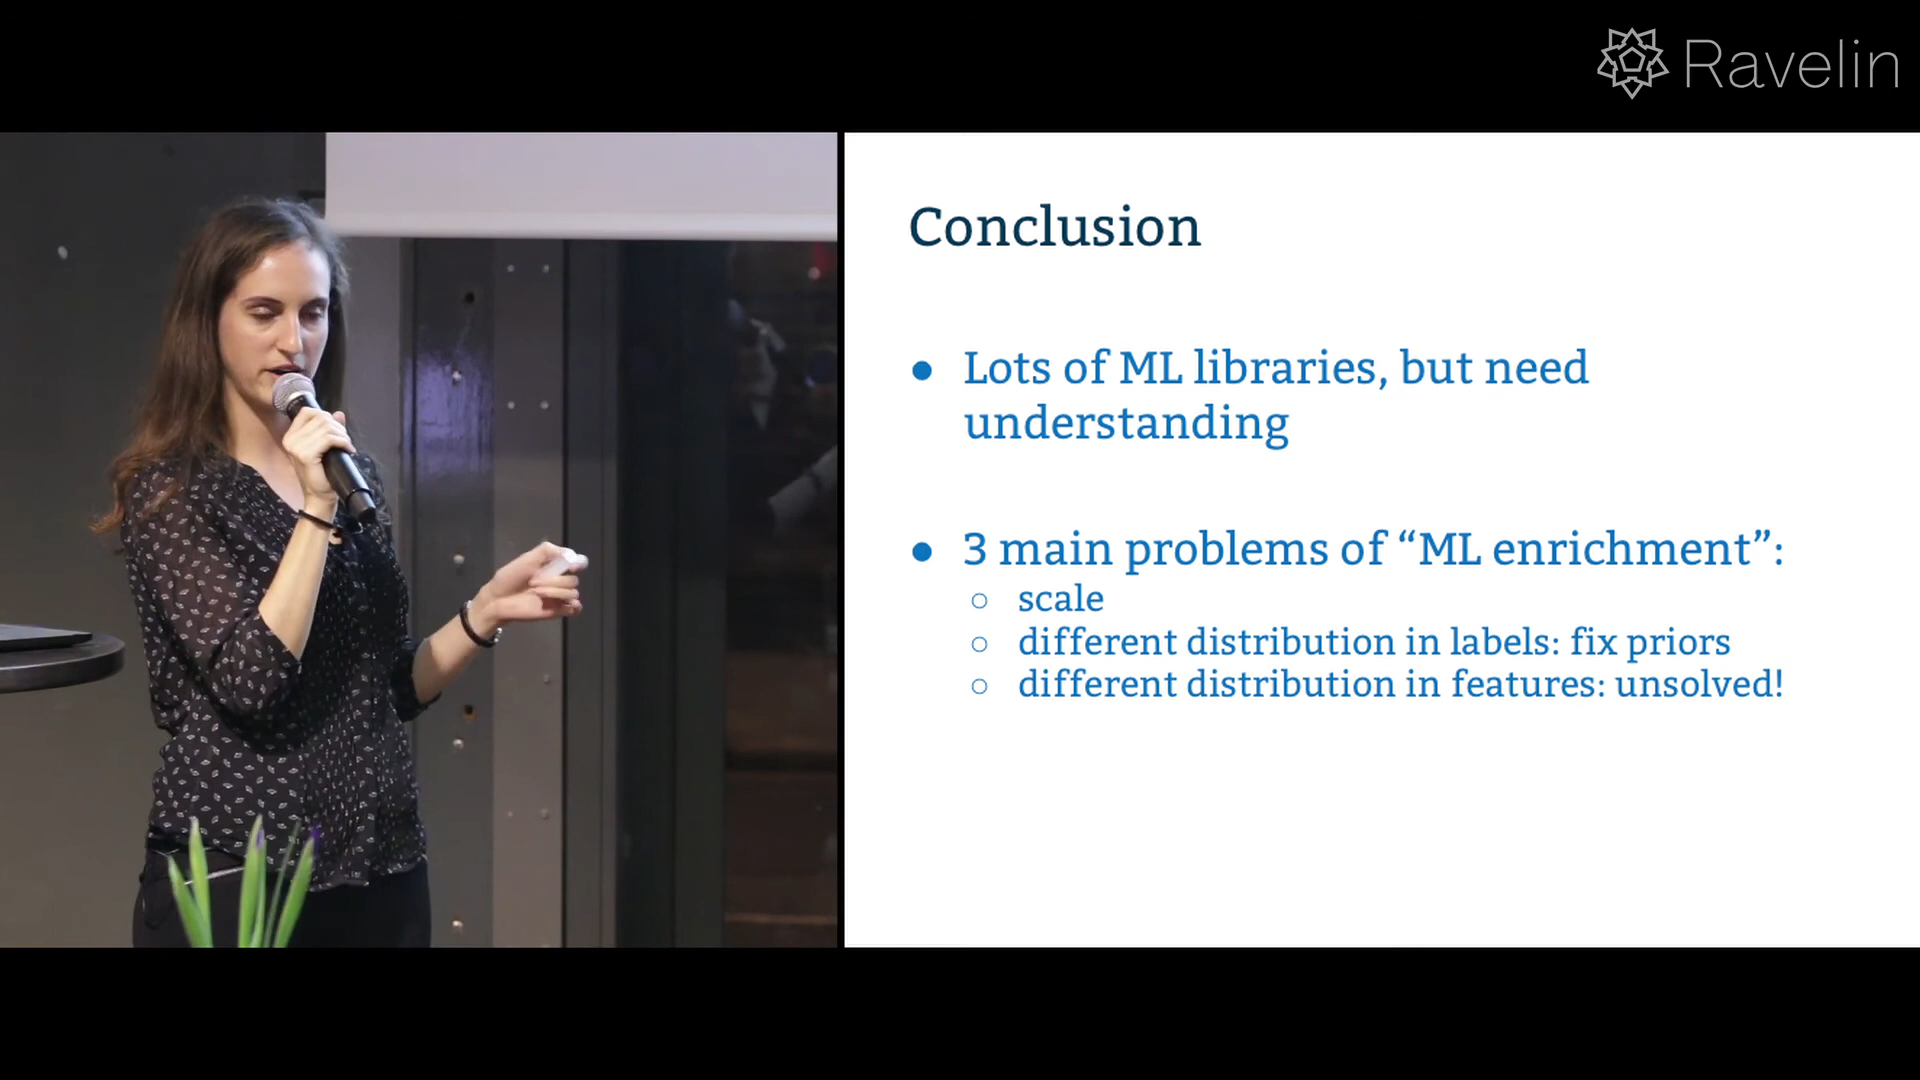 Ravelin
Conclusion
● Lots of ML libraries, but need
understanding
● 3 main problems of “ML enrichment”:
○ scale
○ different distribution in labels: fix priors
○ different distribution in features: unsolved!